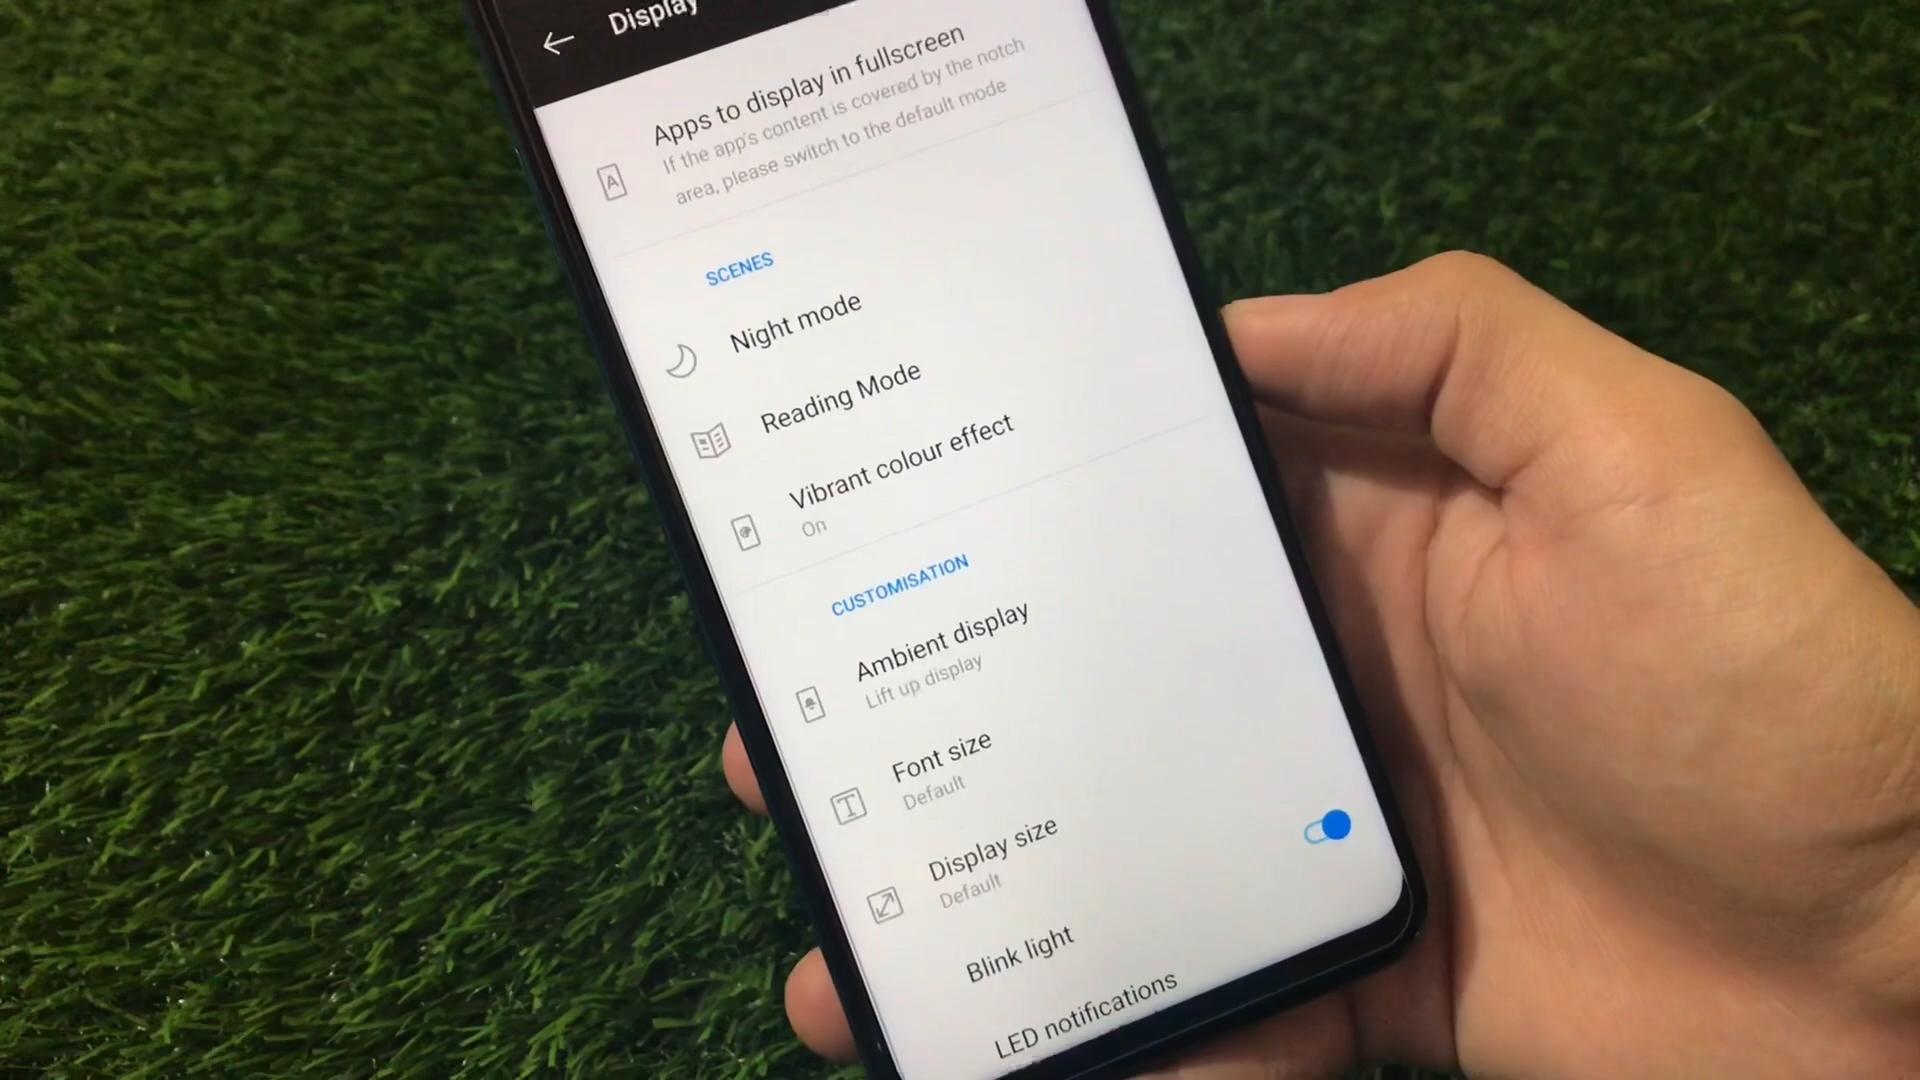 Display
Apps to display in fullscreen
If the app's content is covered by the notch
area, please switch to the default mode
SCENES
Night mode
Reading Mode
Vibrant colour effect
On
CUSTOMISATION
Ambient display
Lift up display
Font size
Default
Display size
Default
Blink light
LED notifications